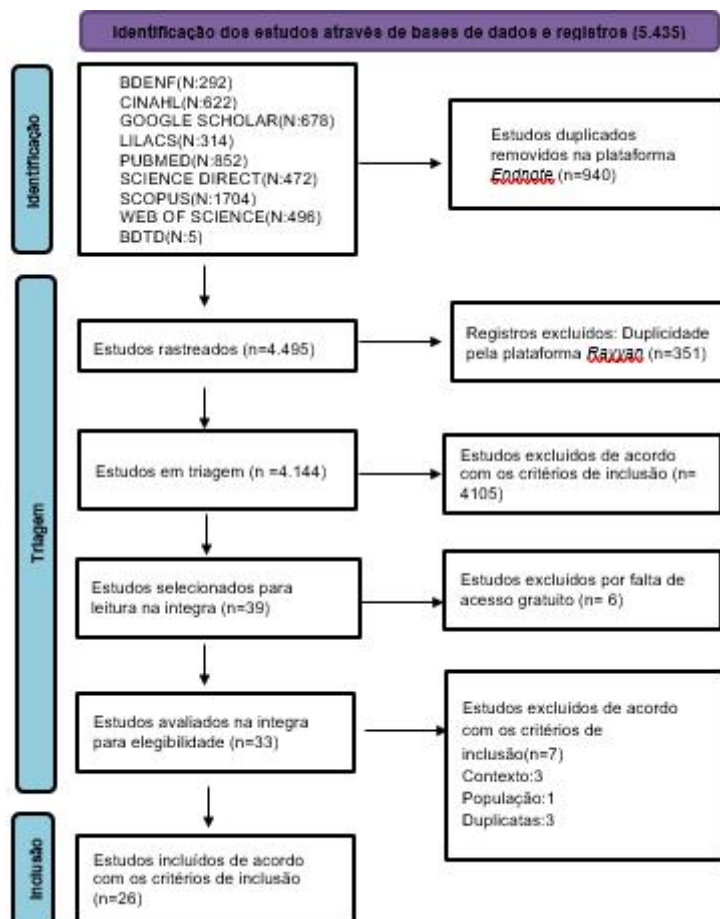 Identificação dos estudos através de bases de dados e registros (5.435)
Identificação
BDENF(N:292)
CINAHL(N:622)
GOOGLE SCHOLAR(N:678)
LILACS(N:314)
PUBMED(N:852)
SCIENCE DIRECT(N:472)
SCOPUS(N:1704)
WEB OF SCIENCE(N:496)
BDTD(N:5)
Estudos duplicados
removidos na plataforma
Endnote (n=940)
Triagem
Estudos rastreados (n=4.495)
Registros excluídos: Duplicidade
pela plataforma Rayyan (n=351)
Estudos em triagem (n =4.144)
Estudos excluídos de acordo
com os critérios de inclusão (n=
4105)
Estudos selecionados para
leitura na integra (n=39)
Estudos excluídos por falta de
acesso gratuito (n= 6)
Estudos avaliados na integra
para elegibilidade (n=33)
Estudos excluídos de acordo
com os critérios de
inclusão(n=7)
Contexto:3
População:1
Duplicatas:3
Inclusão
Estudos incluídos de acordo
com os critérios de inclusão
(n=26)